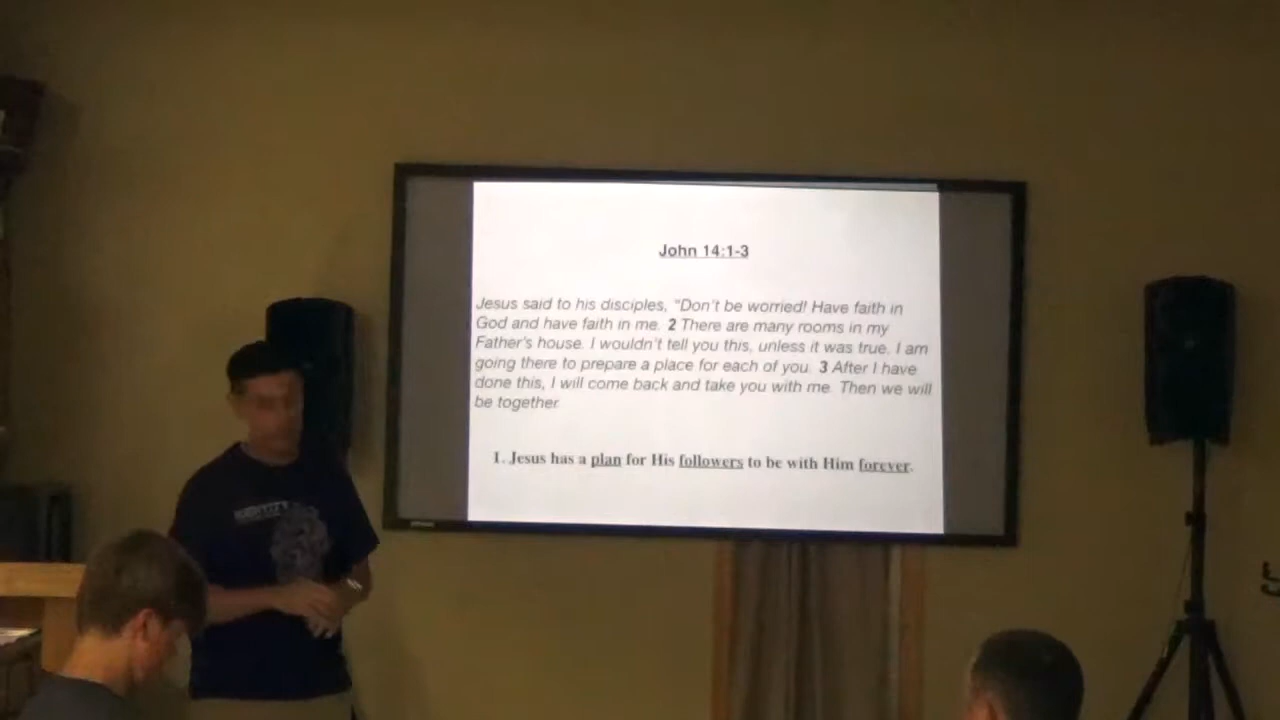 John 14:1-3
Jesus said to his disciples, "Don't be worried! Have faith in
God and have faith in me. 2 There are many rooms in my
Father's house. I wouldn't tell you this, unless it was true. I am
going there to prepare a place for each of you. 3 After I have
done this, I will come back and take you with me. Then we will
be together.
1. Jesus has a plan for His followers to be with Him forever.
IDENTITY